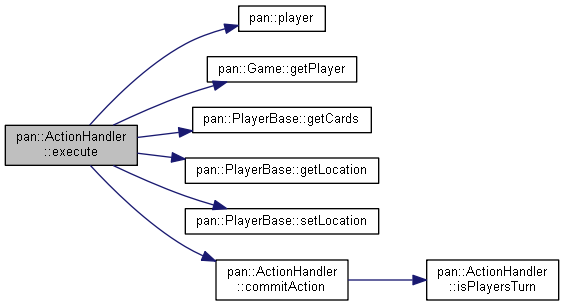 pan::player
pan::Game::getPlayer
pan::PlayerBase::getCards
pan::ActionHandler
::execute
pan::PlayerBase::getLocation
pan::PlayerBase::setLocation
pan::ActionHandler
::commitAction
pan::ActionHandler
::isPlayersTurn